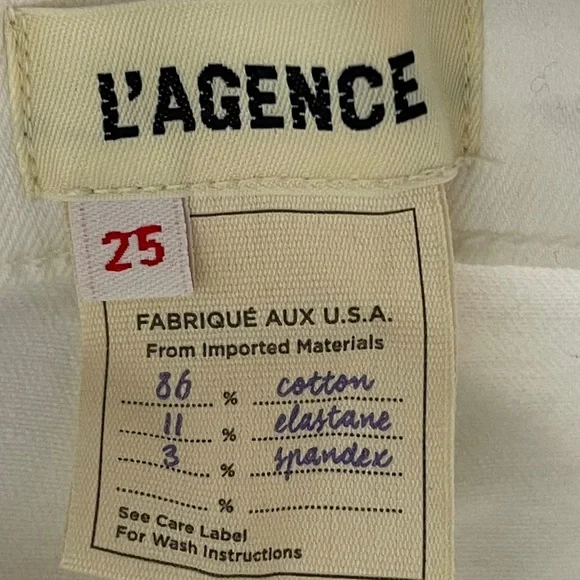 L'AGENCE
25
FABRIQUÉ AUX U.S.A.
From Imported Materials
86 % cotton
11 % elastane
3 % spandex
%
See Care Label
For Wash Instructions